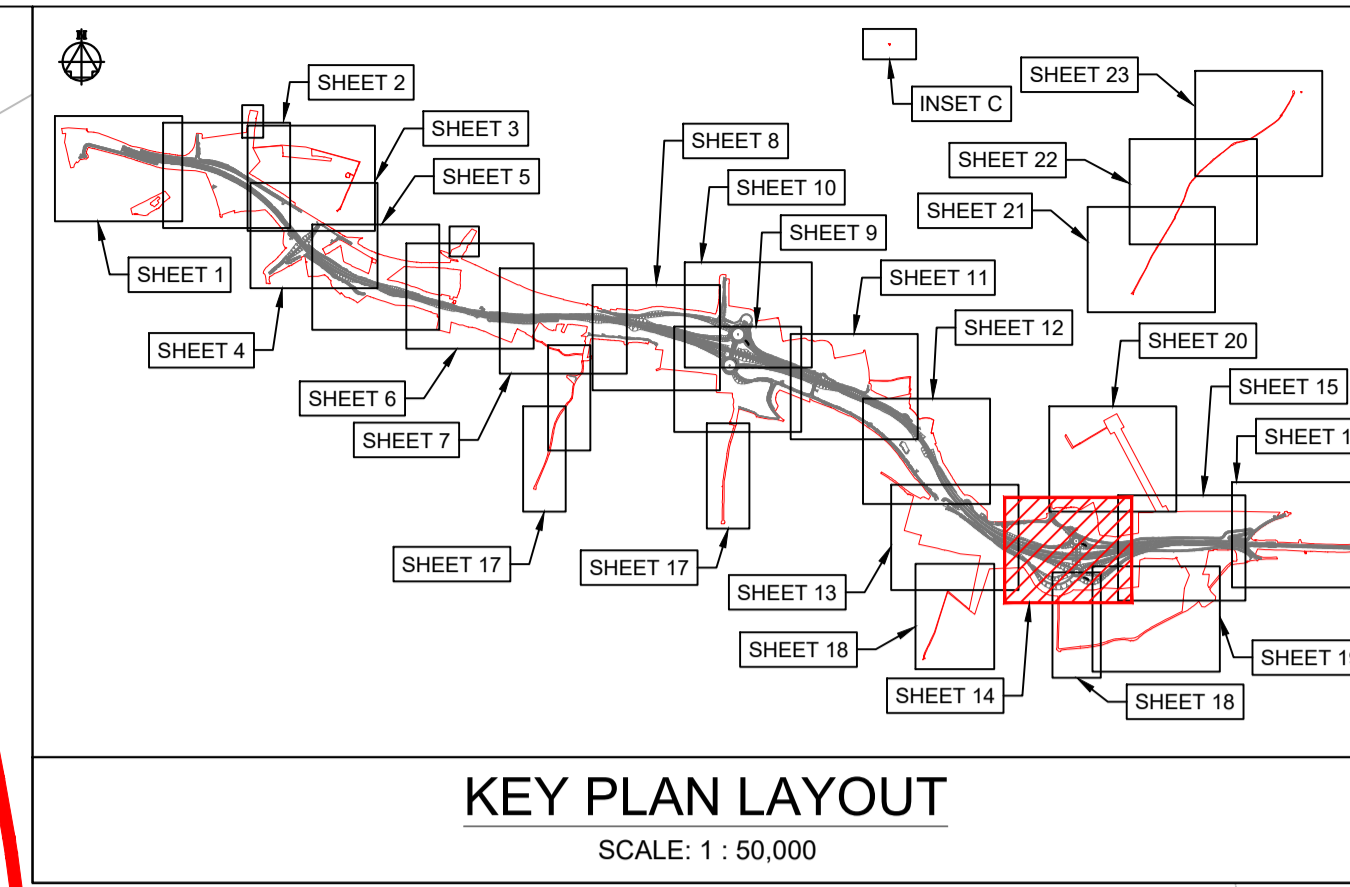 SHEET 2
SHEET 3
SHEET 5
SHEET 1
SHEET 4
SHEET 6
SHEET 7
SHEET 17
SHEET 8
SHEET 10
SHEET 9
SHEET 11
SHEET 12
INSET C
SHEET 23
SHEET 22
SHEET 21
SHEET 20
SHEET 15
SHEET 17
SHEET 13
SHEET 18
SHEET 14
SHEET 18
SHEET
SHEET
KEY PLAN LAYOUT
SCALE: 1 : 50,000